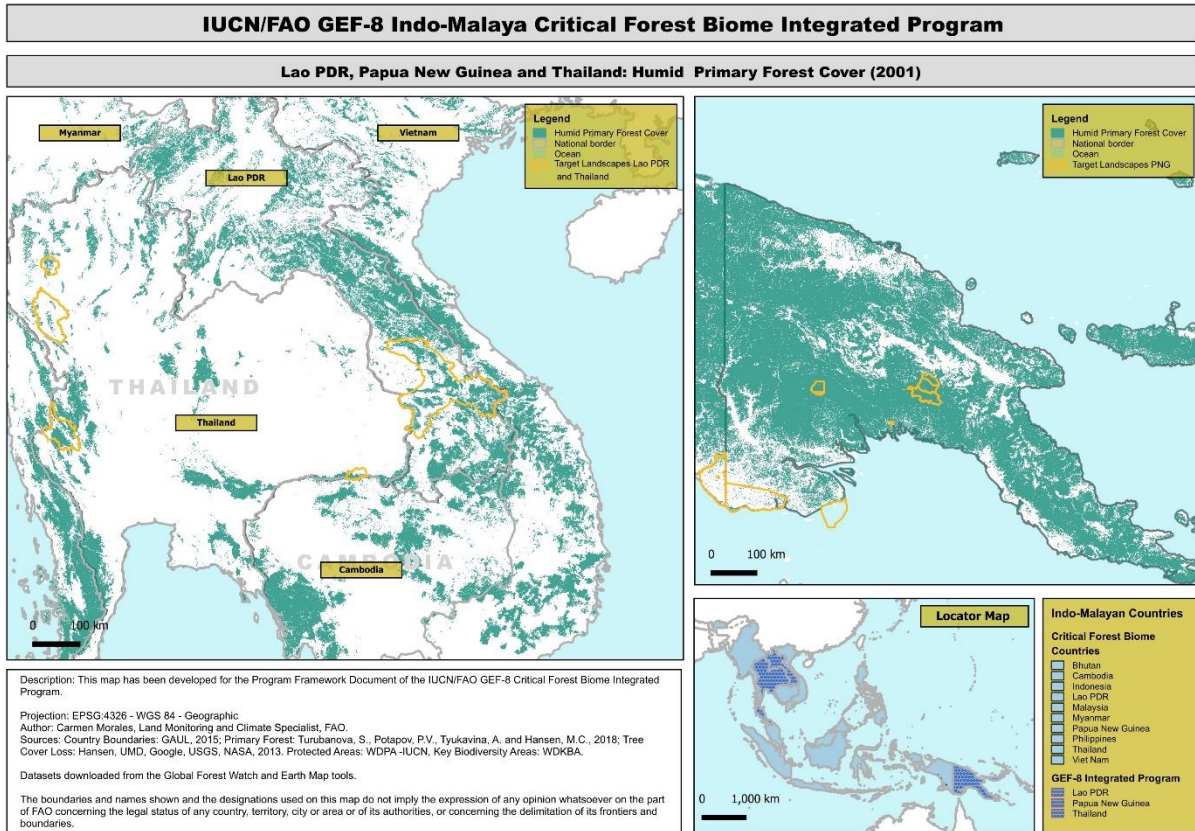 IUCN/FAO GEF-8 Indo-Malaya Critical Forest Biome Integrated Program
Lao PDR, Papua New Guinea and Thailand: Humid  Primary Forest Cover (2001)
Myanmar
Vietnam
Lao PDR
Legend
Humid Primary Forest Cover
National border
Ocean
Target Landscapes Lao PDR
and Thailand
THAILAND
Thailand
CAMBODIA
Cambodia
0 100 km
Legend
Humid Primary Forest Cover
National border
Ocean
Target Landscapes PNG
0 100 km
Description: This map has been developed for the Program Framework Document of the IUCN/FAO GEF-8 Critical Forest Biome Integrated
Program.
Projection: EPSG:4326 - WGS 84 - Geographic
Author: Carmen Morales, Land Monitoring and Climate Specialist, FAO.
Sources: Country Boundaries: GAUL, 2015; Primary Forest: Turubanova, S., Potapov, P.V., Tyukavina, A. and Hansen, M.C., 2018; Tree
Cover Loss: Hansen, UMD, Google, USGS, NASA, 2013. Protected Areas: WDPA -IUCN, Key Biodiversity Areas: WDKBA.
Datasets downloaded from the Global Forest Watch and Earth Map tools.
The boundaries and names shown and the designations used on this map do not imply the expression of any opinion whatsoever on the part
of FAO concerning the legal status of any country, territory, city or area or of its authorities, or concerning the delimitation of its frontiers and
boundaries.
Locator Map
0 1,000 km
Indo-Malayan Countries
Critical Forest Biome
Countries
Bhutan
Cambodia
Indonesia
Lao PDR
Malaysia
Myanmar
Papua New Guinea
Philippines
Thailand
Viet Nam
GEF-8 Integrated Program
Lao PDR
Papua New Guinea
Thailand